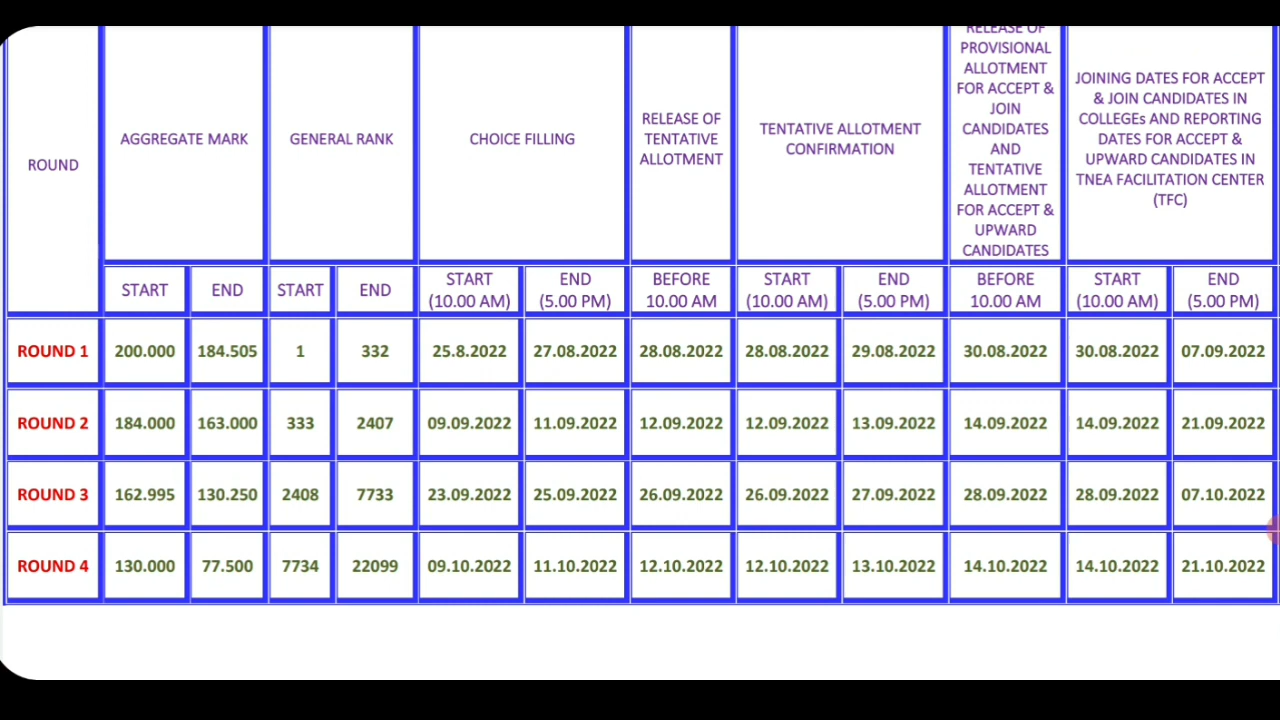 ROUND
AGGREGATE MARK
GENERAL RANK
CHOICE FILLING
RELEASE OF
TENTATIVE
ALLOTMENT
TENTATIVE ALLOTMENT
CONFIRMATION
RELEASE OF
PROVISIONAL
ALLOTMENT
FOR ACCEPT &
JOIN
CANDIDATES
AND
TENTATIVE
ALLOTMENT
FOR ACCEPT &
UPWARD
CANDIDATES
JOINING DATES FOR ACCEPT
& JOIN CANDIDATES IN
COLLEGEs AND REPORTING
DATES FOR ACCEPT &
UPWARD CANDIDATES IN
TNEA FACILITATION CENTER
(TFC)
START END START END START (10.00 AM) END (5.00 PM) BEFORE 10.00 AM START (10.00 AM) END (5.00 PM) BEFORE 10.00 AM START (10.00 AM) END (5.00 PM)
ROUND 1 200.000 184.505 1 332 25.8.2022 27.08.2022 28.08.2022 28.08.2022 29.08.2022 30.08.2022 30.08.2022 07.09.2022
ROUND 2 184.000 163.000 333 2407 09.09.2022 11.09.2022 12.09.2022 12.09.2022 13.09.2022 14.09.2022 14.09.2022 21.09.2022
ROUND 3 162.995 130.250 2408 7733 23.09.2022 25.09.2022 26.09.2022 26.09.2022 27.09.2022 28.09.2022 28.09.2022 07.10.2022
ROUND 4 130.000 77.500 7734 22099 09.10.2022 11.10.2022 12.10.2022 12.10.2022 13.10.2022 14.10.2022 14.10.2022 21.10.2022